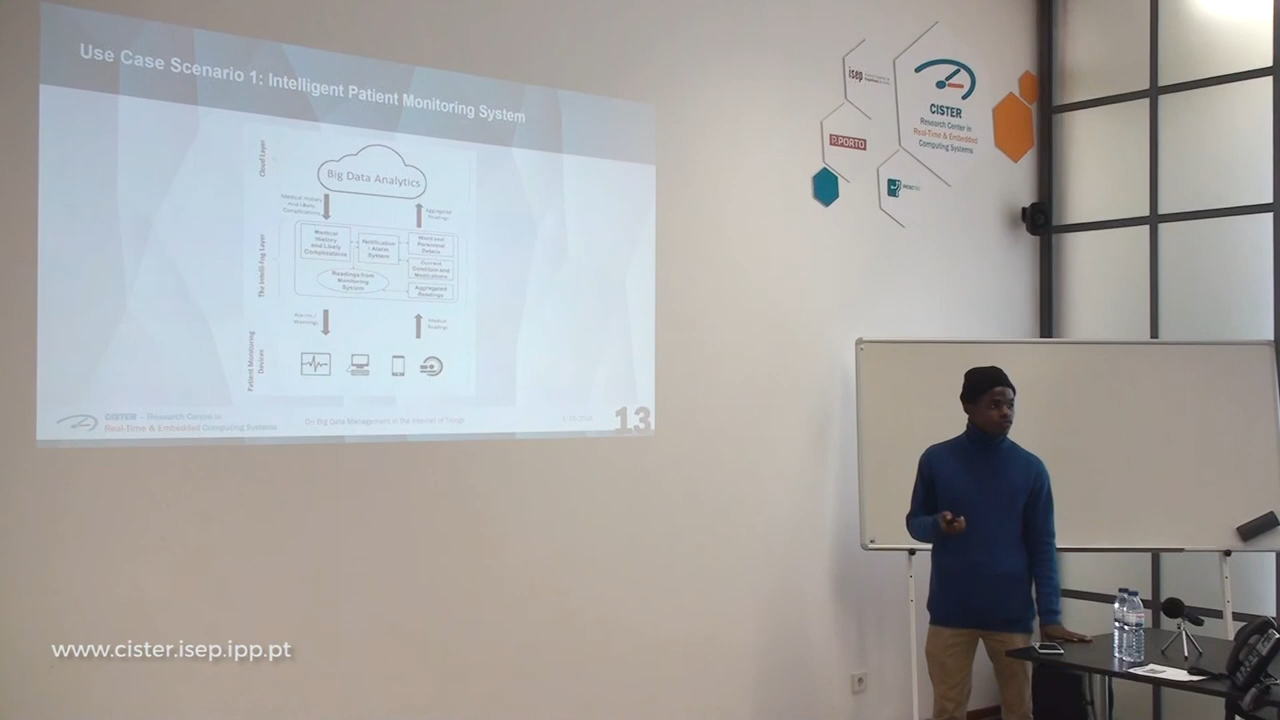 Use Case Scenario 1: Intelligent Patient Monitoring System
Cloud Layer
Big Data Analytics
Medical History
And Likely
Complications
Aggregated
Readings
The Intelli-Fog Layer
Medical
History
and Likely
Complications
Notification
/ Alarm
System
Ward and
Personnel
Details
Current
Condition and
Medications
Readings from
Monitoring
System
Aggregated
Readings
Alarms /
Warnings
Medical
Readings
Patient Monitoring
Devices
CISTER – Research Centre in
Real-Time & Embedded Computing Systems
On Big Data Management in the Internet of Things
13
isep
P.PORTO
CISTER
Research Center in
Real-Time & Embedded
Computing Systems
www.cister.isep.ipp.pt